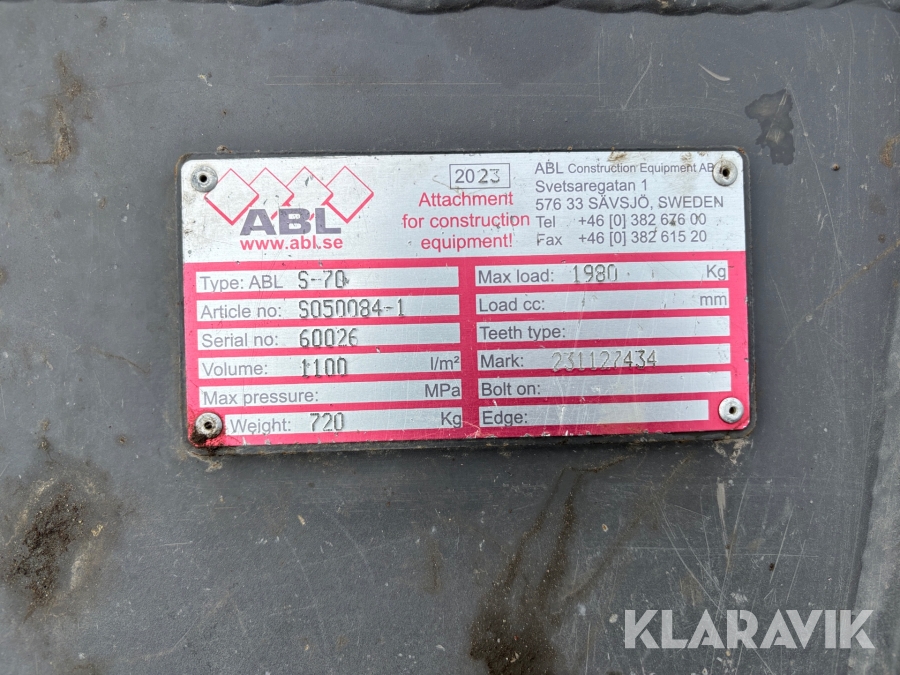 ABL
www.abl.se
2023
Attachment
for construction
equipment!
ABL Construction Equipment AB
Svetsaregatan 1
576 33 SÄVSJÖ, SWEDEN
Tel +46 [0] 382 676 00
Fax +46 [0] 382 615 20
Type: ABL S-70
Article no: S050084-1
Serial no: 60026
Volume: 1100 l/m²
Max pressure: MPa
Weight: 720 Kg
Max load: 1980 Kg
Load cc: mm
Teeth type:
Mark: 231127434
Bolt on:
Edge:
KLARAVIK